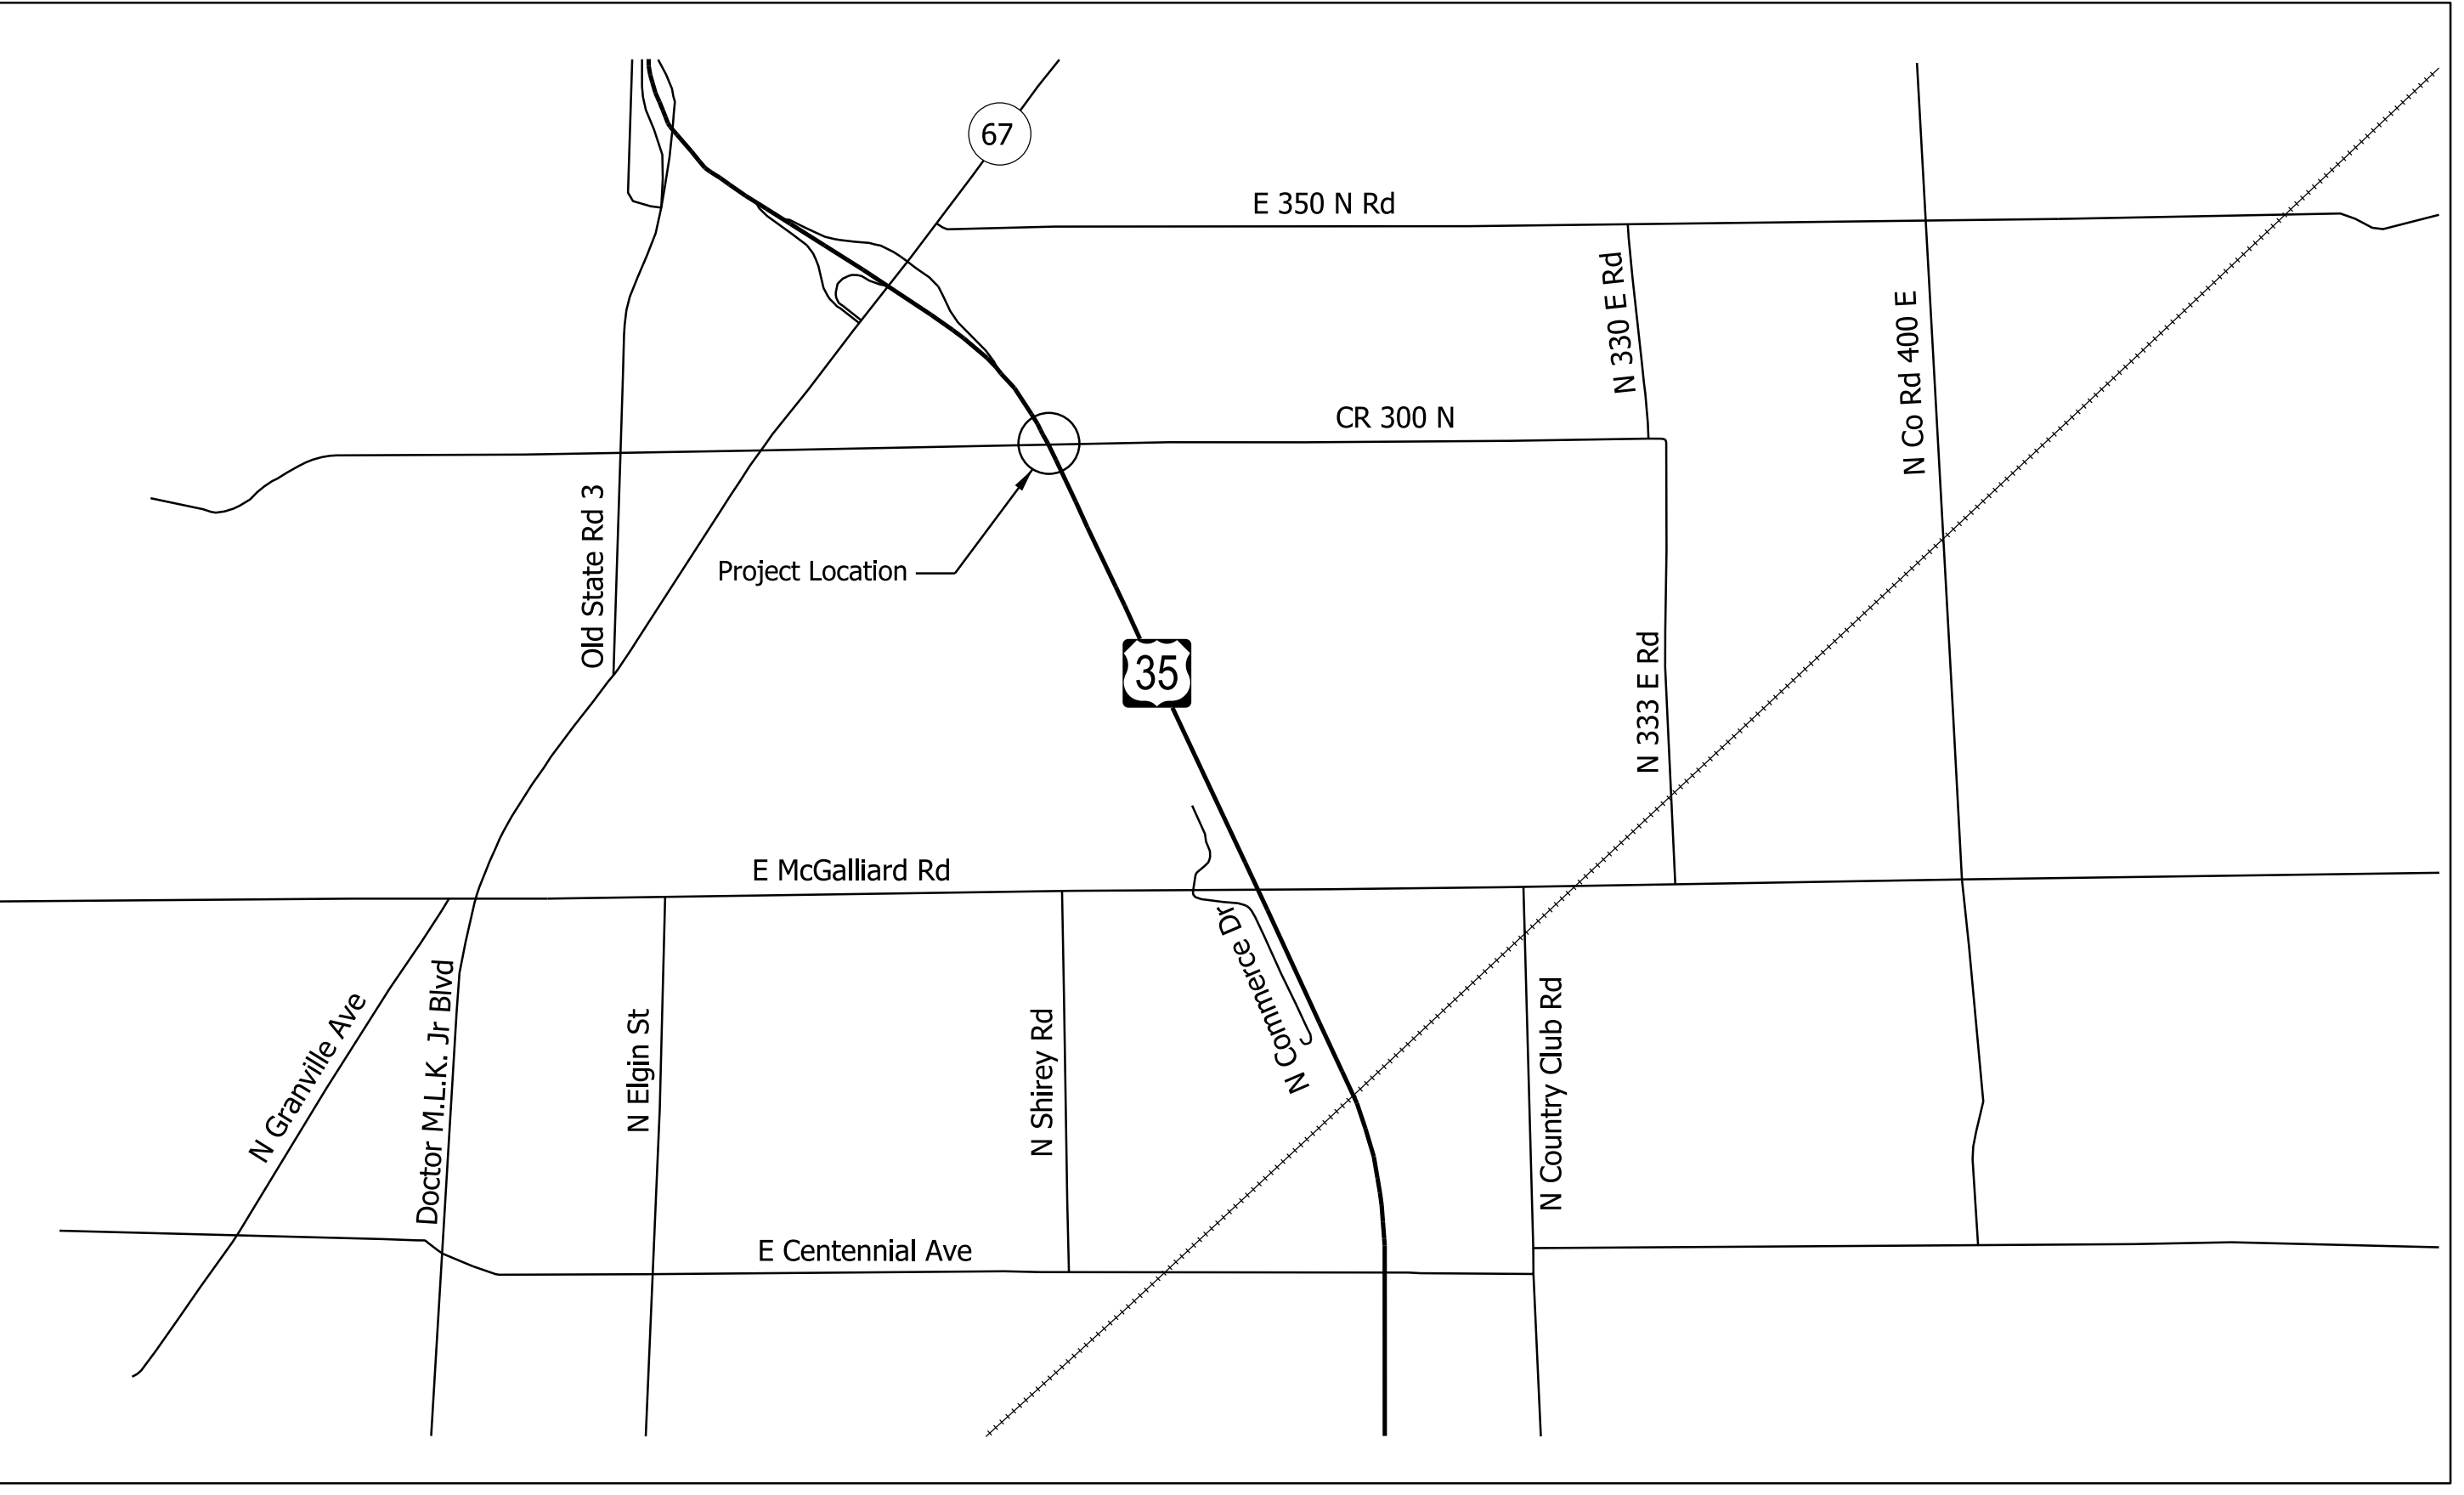 67
E 350 N Rd
N 330 E Rd
N Co Rd 400 E
CR 300 N
Old State Rd 3
Project Location
35
N 333 E Rd
E McGalliard Rd
N Commerce Dr
N Granville Ave
Doctor M.L.K. Jr Blvd
N Elgin St
N Shirey Rd
N Country Club Rd
E Centennial Ave